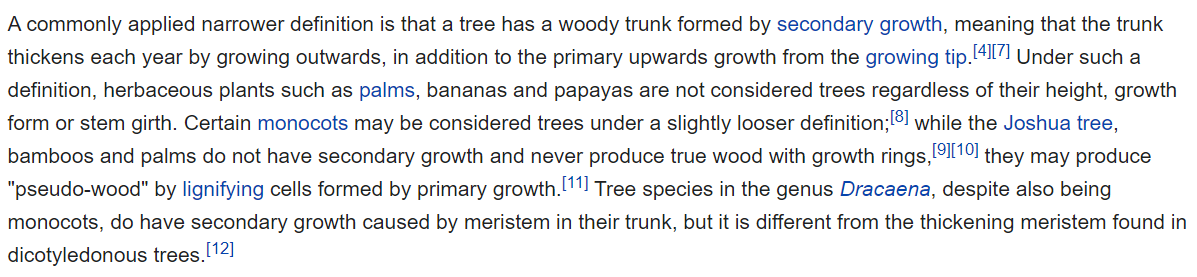 A commonly applied narrower definition is that a tree has a woody trunk formed by secondary growth, meaning that the trunk
thickens each year by growing outwards, in addition to the primary upwards growth from the growing tip.[4][7] Under such a
definition, herbaceous plants such as palms, bananas and papayas are not considered trees regardless of their height, growth
form or stem girth. Certain monocots may be considered trees under a slightly looser definition;[8] while the Joshua tree,
bamboos and palms do not have secondary growth and never produce true wood with growth rings,[9][10] they may produce
"pseudo-wood" by lignifying cells formed by primary growth.[11] Tree species in the genus Dracaena, despite also being
monocots, do have secondary growth caused by meristem in their trunk, but it is different from the thickening meristem found in
dicotyledonous trees.[12]